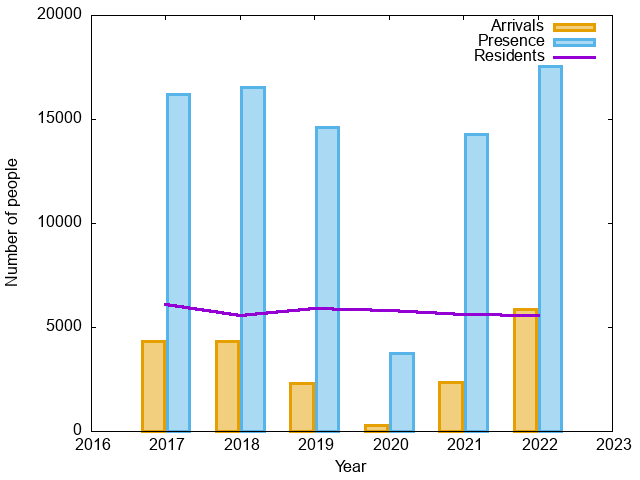 20000
15000
10000
5000
0
Number of people
Arrivals
Presence
Residents
2016 2017 2018 2019 2020 2021 2022 2023
Year